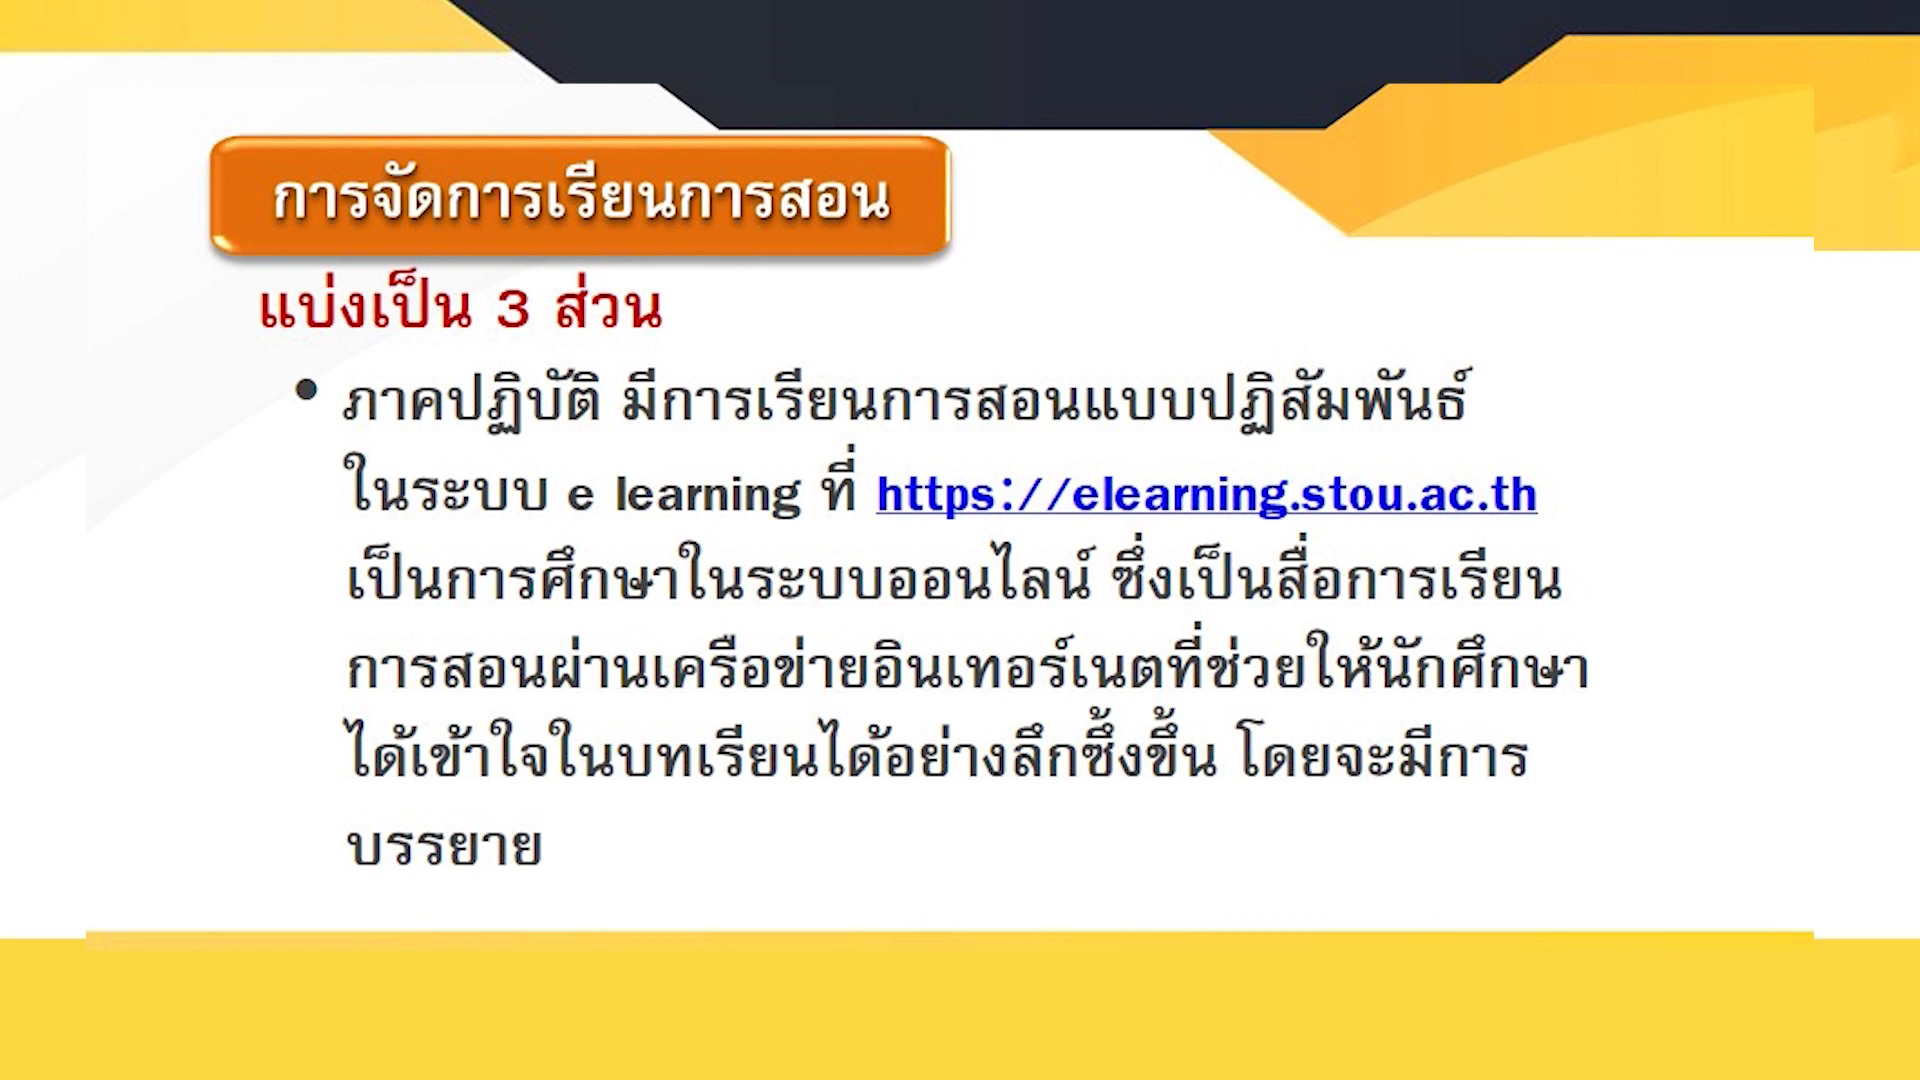 การจัดการเรียนการสอน
แบ่งเป็น 3 ส่วน
• ภาคปฏิบัติ มีการเรียนการสอนแบบปฏิสัมพันธ์
ในระบบ e learning ที่ https://elearning.stou.ac.th
เป็นการศึกษาในระบบออนไลน์ ซึ่งเป็นสื่อการเรียน
การสอนผ่านเครือข่ายอินเทอร์เนตที่ช่วยให้นักศึกษา
ได้เข้าใจในบทเรียนได้อย่างลึกซึ้งขึ้น โดยจะมีการ
บรรยาย